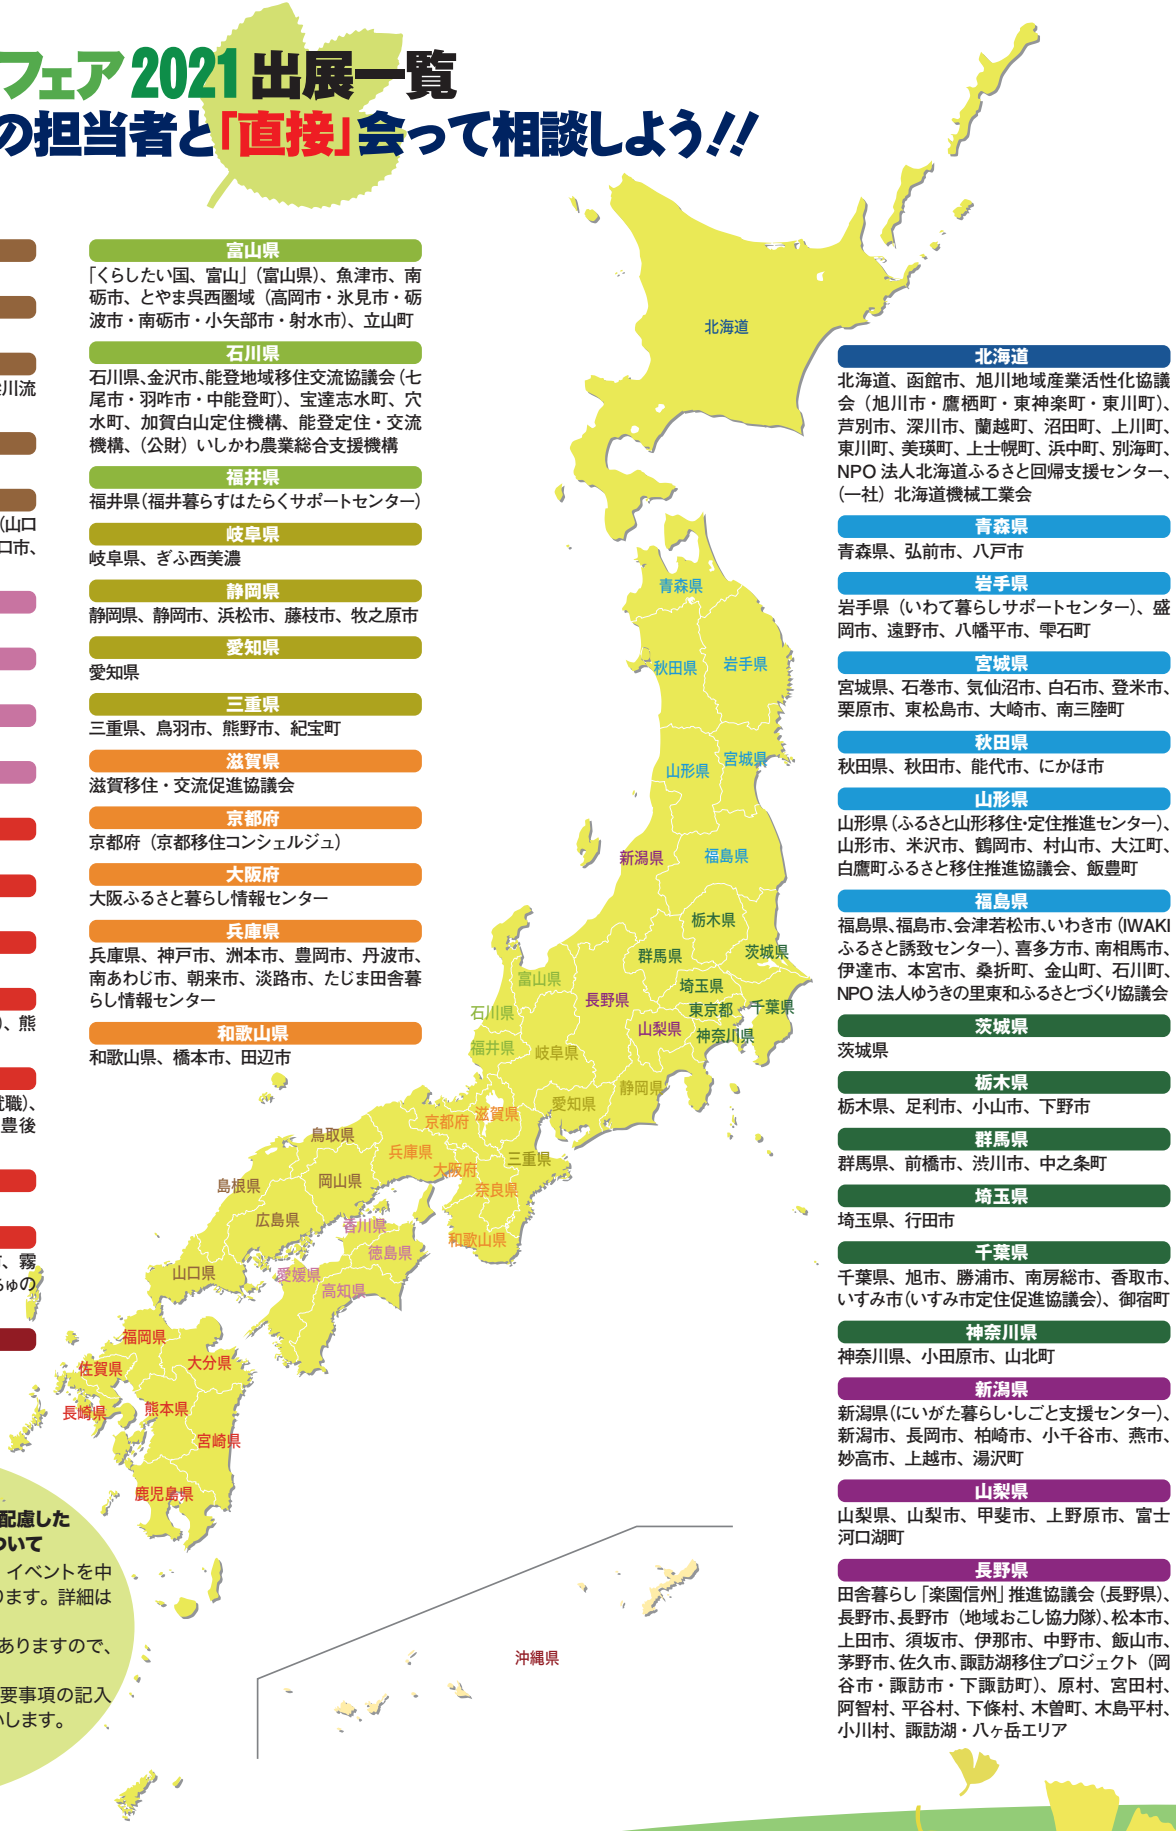 フェア2021 出展一覧
の担当者と「直接」会って相談しよう!!
川流
(山口
口市、
、熊
就職)、
豊後
、霧
ゅの
配慮した
ついて
イベントを中
ります。詳細は
ありますので、
要事項の記入
いします。
富山県
「くらしたい国、富山」(富山県)、魚津市、南
砺市、とやま呉西圏域(高岡市・氷見市・砺
波市・南砺市・小矢部市・射水市)、立山町
石川県
石川県、金沢市、能登地域移住交流協議会(七
尾市・羽咋市・中能登町)、宝達志水町、穴
水町、加賀白山定住機構、能登定住・交流
機構、(公財)いしかわ農業総合支援機構
福井県
福井県(福井暮らすはたらくサポートセンター)
岐阜県
岐阜県、ぎふ西美濃
静岡県
静岡県、静岡市、浜松市、藤枝市、牧之原市
愛知県
愛知県
三重県
三重県、鳥羽市、熊野市、紀宝町
滋賀県
滋賀移住・交流促進協議会
京都府
京都府(京都移住コンシェルジュ)
大阪府
大阪ふるさと暮らし情報センター
兵庫県
兵庫県、神戸市、洲本市、豊岡市、丹波市、
南あわじ市、朝来市、淡路市、たじま田舎暮
らし情報センター
和歌山県
和歌山県、橋本市、田辺市
北海道
青森県
秋田県
岩手県
山形県
宮城県
新潟県
福島県
栃木県
群馬県
茨城県
富山県
埼玉県
長野県
東京都
千葉県
石川県
山梨県
神奈川県
福井県
岐阜県
静岡県
愛知県
滋賀県
京都府
鳥取県
兵庫県
三重県
大阪府
岡山県
島根県
奈良県
広島県
香川県
和歌山県
徳島県
山口県
愛媛県
高知県
福岡県
大分県
佐賀県
長崎県
熊本県
宮崎県
鹿児島県
沖縄県
北海道
北海道、函館市、旭川地域産業活性化協議
会(旭川市・鷹栖町・東神楽町・東川町)、
芦別市、深川市、蘭越町、沼田町、上川町、
東川町、美瑛町、上士幌町、浜中町、別海町、
NPO 法人北海道ふるさと回帰支援センター、
(一社)北海道機械工業会
青森県
青森県、弘前市、八戸市
岩手県
岩手県(いわて暮らしサポートセンター)、盛
岡市、遠野市、八幡平市、雫石町
宮城県
宮城県、石巻市、気仙沼市、白石市、登米市、
栗原市、東松島市、大崎市、南三陸町
秋田県
秋田県、秋田市、能代市、にかほ市
山形県
山形県(ふるさと山形移住・定住推進センター)、
山形市、米沢市、鶴岡市、村山市、大江町、
白鷹町ふるさと移住推進協議会、飯豊町
福島県
福島県、福島市、会津若松市、いわき市(IWAKI
ふるさと誘致センター)、喜多方市、南相馬市、
伊達市、本宮市、桑折町、金山町、石川町、
NPO 法人ゆうきの里東和ふるさとづくり協議会
茨城県
茨城県
栃木県
栃木県、足利市、小山市、下野市
群馬県
群馬県、前橋市、渋川市、中之条町
埼玉県
埼玉県、行田市
千葉県
千葉県、旭市、勝浦市、南房総市、香取市、
いすみ市(いすみ市定住促進協議会)、御宿町
神奈川県
神奈川県、小田原市、山北町
新潟県
新潟県(にいがた暮らし・しごと支援センター)、
新潟市、長岡市、柏崎市、小千谷市、燕市、
妙高市、上越市、湯沢町
山梨県
山梨県、山梨市、甲斐市、上野原市、富士
河口湖町
長野県
田舎暮らし「楽園信州」推進協議会(長野県)、
長野市、長野市(地域おこし協力隊)、松本市、
上田市、須坂市、伊那市、中野市、飯山市、
茅野市、佐久市、諏訪湖移住プロジェクト(岡
谷市・諏訪市・下諏訪町)、原村、宮田村、
阿智村、平谷村、下條村、木曽町、木島平村、
小川村、諏訪湖・八ヶ岳エリア